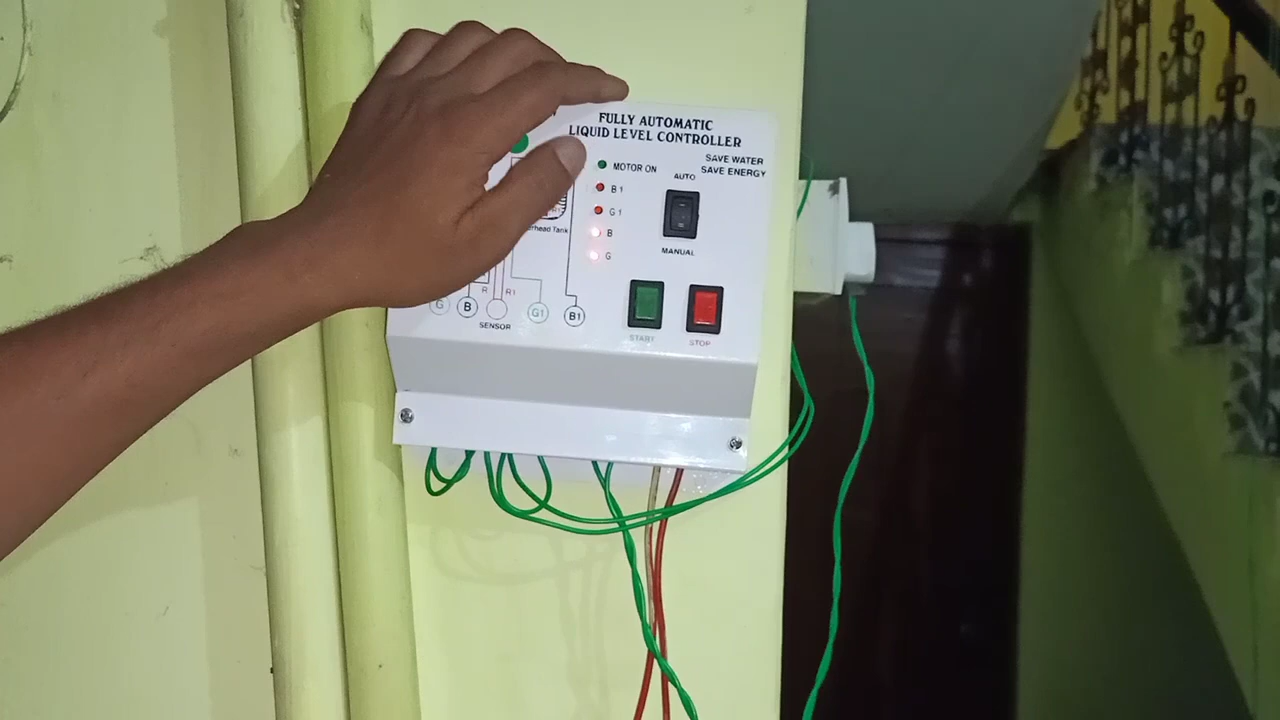 FULLY AUTOMATIC
LIQUID LEVEL CONTROLLER
SAVE WATER
SAVE ENERGY
MOTOR ON
B 1
G 1
B
G
AUTO
MANUAL
Tank
R
R1
G
B
G1
B1
SENSOR
START
STOP